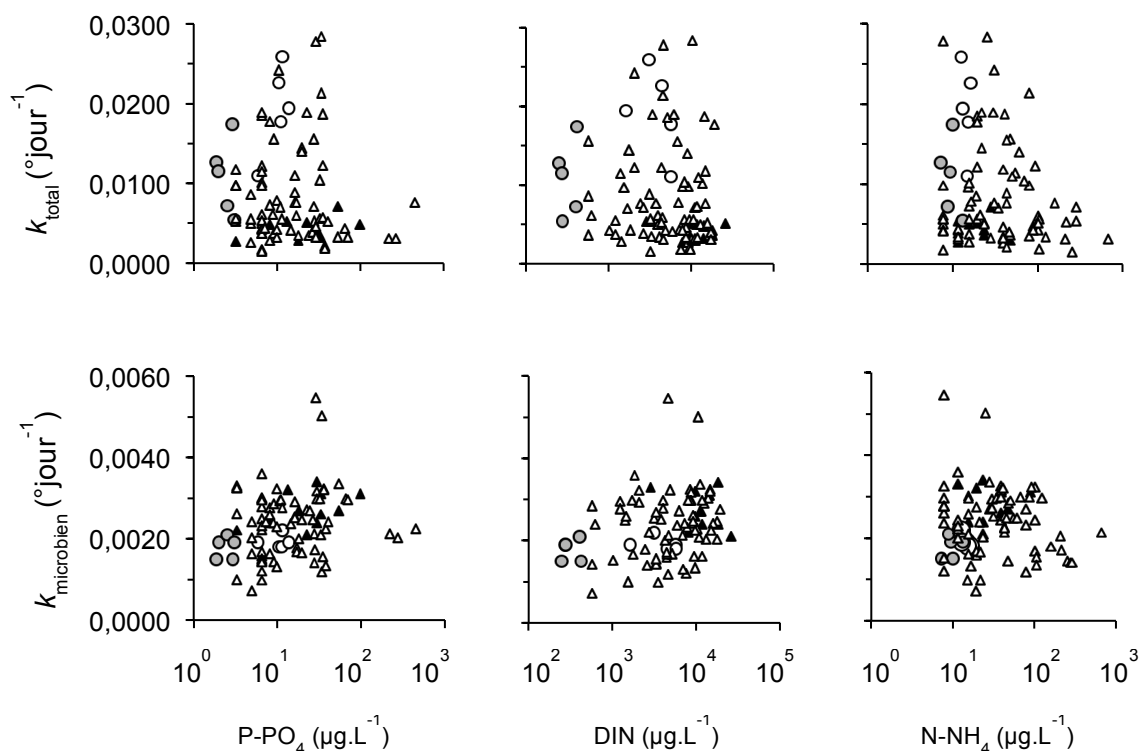 0,0300
0,0200
0,0100
0,0000
k_total (°jour^-1)
0,0060
0,0040
0,0020
0,0000
k_microbien (°jour^-1)
10^0 10^1 10^2 10^3
10^2 10^3 10^4 10^5
10^0 10^1 10^2 10^3
P-PO_4 (µg.L^-1)
DIN (µg.L^-1)
N-NH_4 (µg.L^-1)